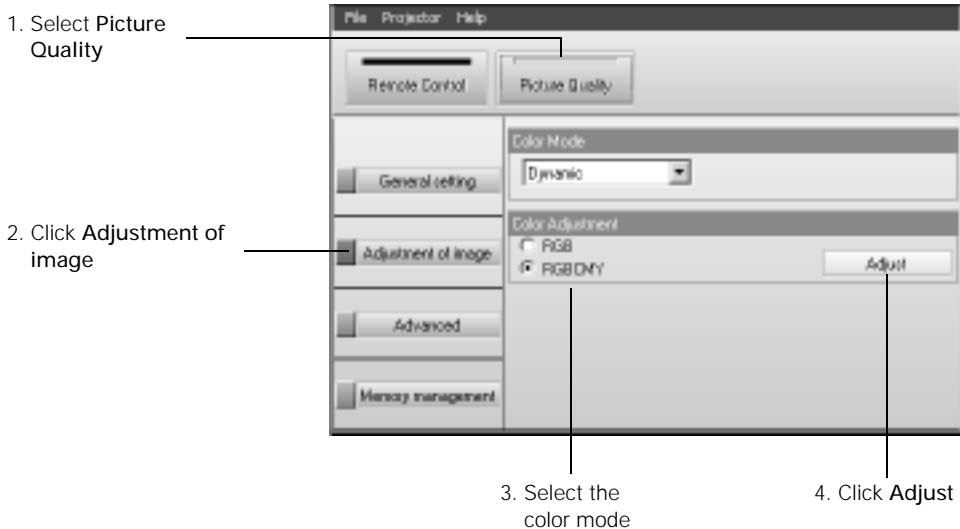 File Projector Help
1. Select Picture
Quality
Remote Control
Picture Quality
Color Mode
Dynamic
General setting
2. Click Adjustment of
image
Color Adjustment
RGB
RGBCMY
Adjustment of image
Adjust
Advanced
Memory management
3. Select the
color mode
4. Click Adjust